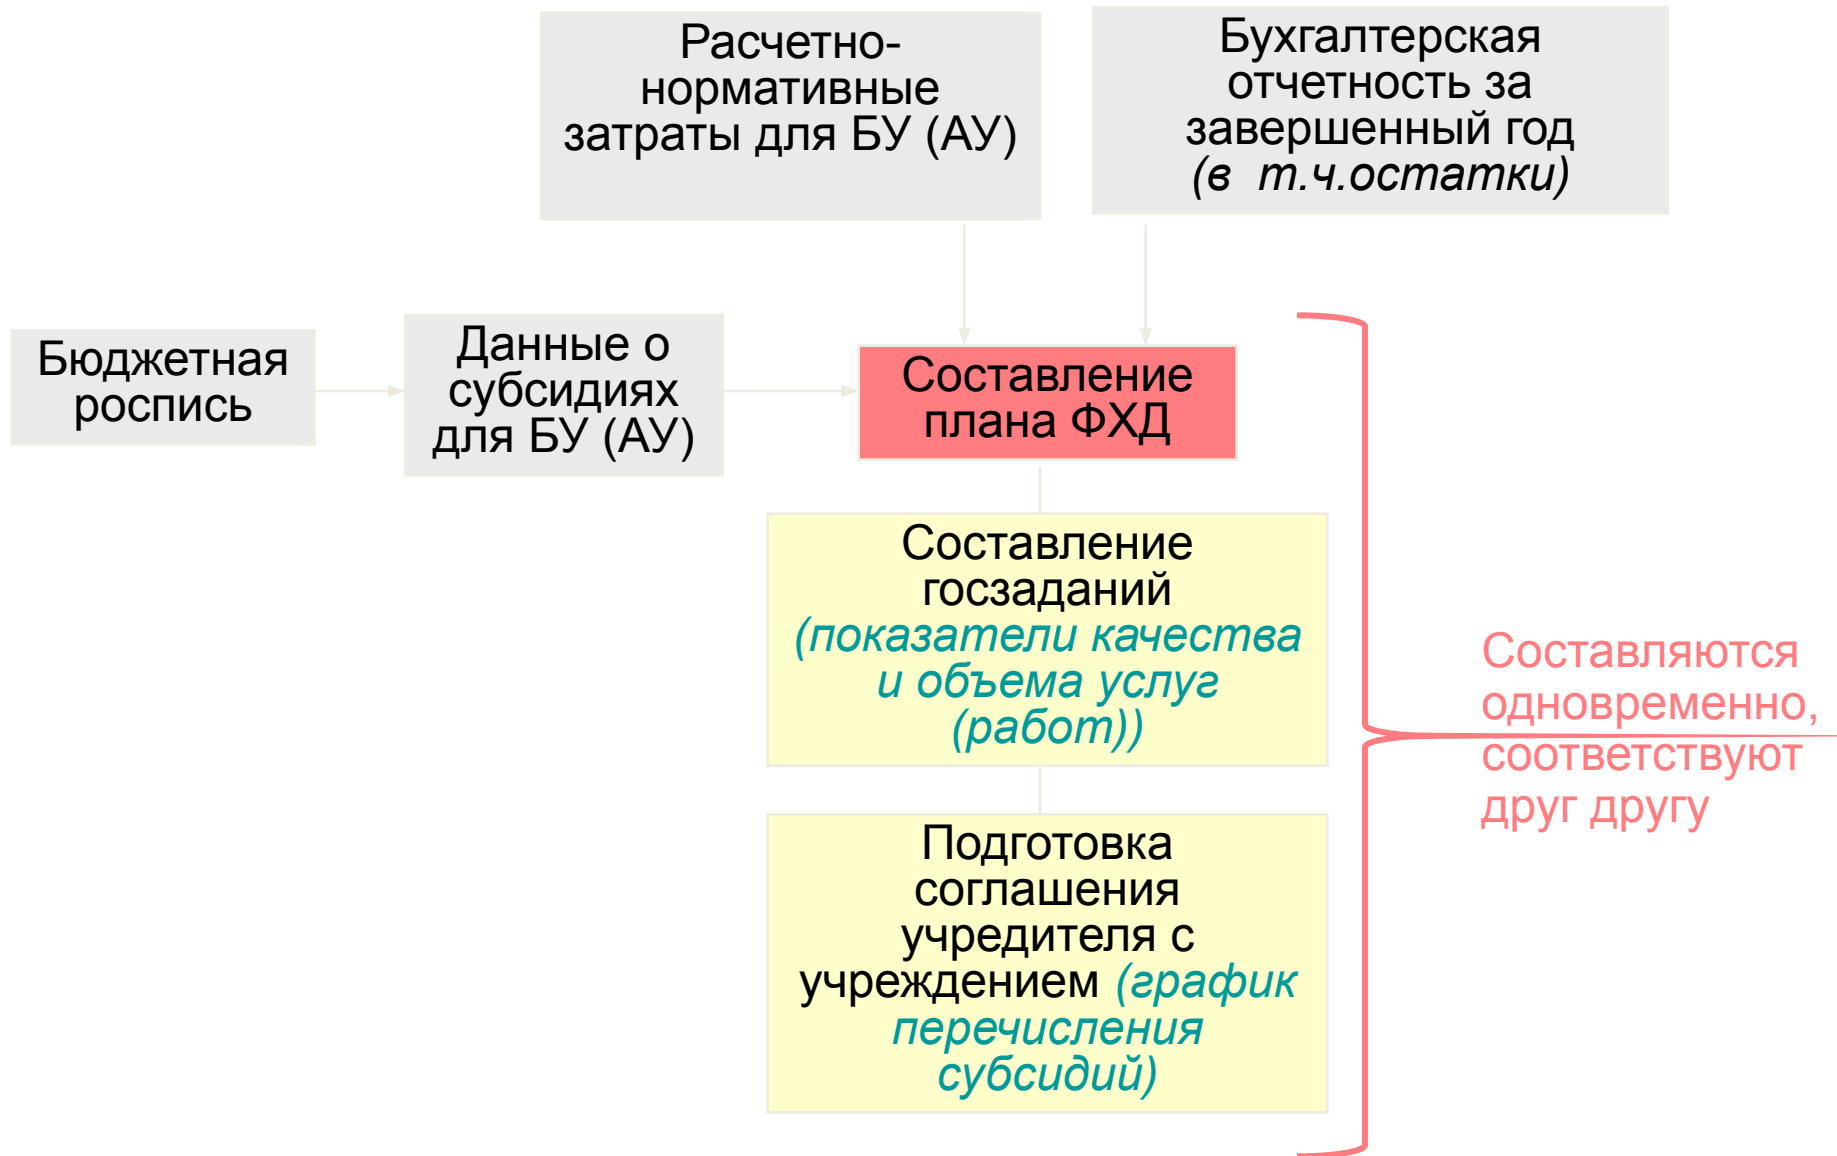 Расчетно-
нормативные
затраты для БУ (АУ)
Бухгалтерская
отчетность за
завершенный год
(в т.ч.остатки)
Бюджетная
роспись
Данные о
субсидиях
для БУ (АУ)
Составление
плана ФХД
Составление
госзаданий
(показатели качества
и объема услуг
(работ))
Составляются
одновременно,
соответствуют
друг другу
Подготовка
соглашения
учредителя с
учреждением (график
перечисления
субсидий)